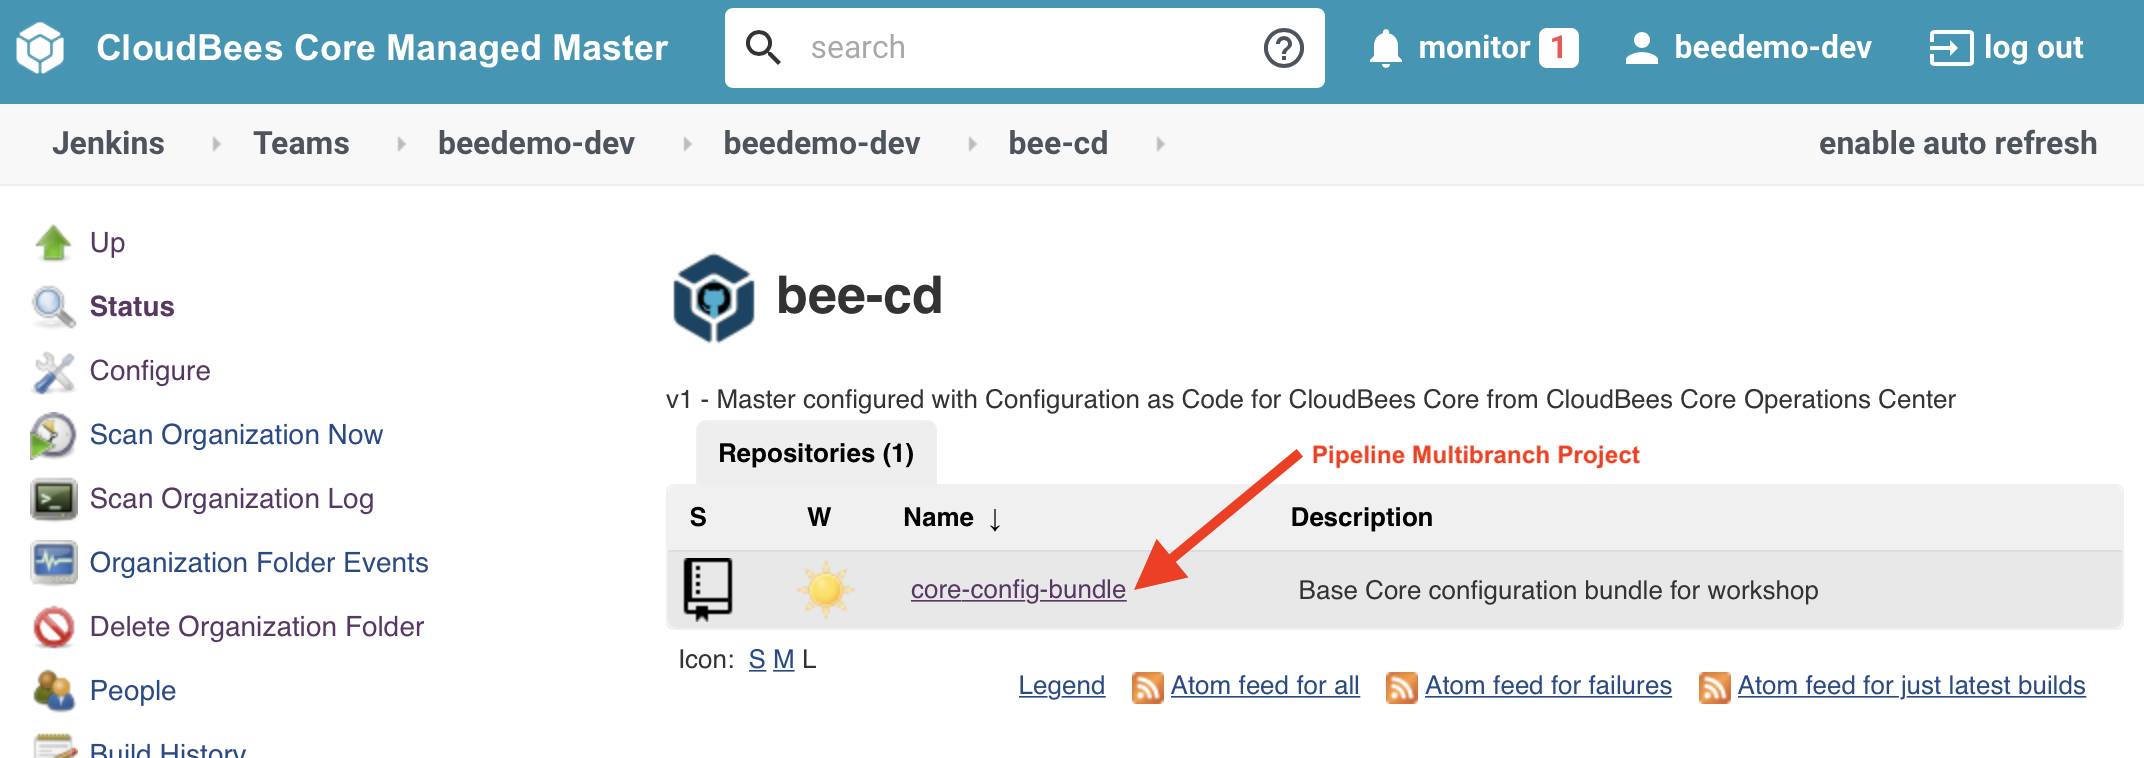 CloudBees Core Managed Master search monitor 1 beedemo-dev log out
Jenkins Teams beedemo-dev beedemo-dev bee-cd enable auto refresh
Up
Status
Configure
Scan Organization Now
Scan Organization Log
Organization Folder Events
Delete Organization Folder
People
Build History
bee-cd
v1 - Master configured with Configuration as Code for CloudBees Core from CloudBees Core Operations Center
Repositories (1)
Pipeline Multibranch Project
S W Name ↓ Description
core-config-bundle Base Core configuration bundle for workshop
Icon: S M L
Legend Atom feed for all Atom feed for failures Atom feed for just latest builds